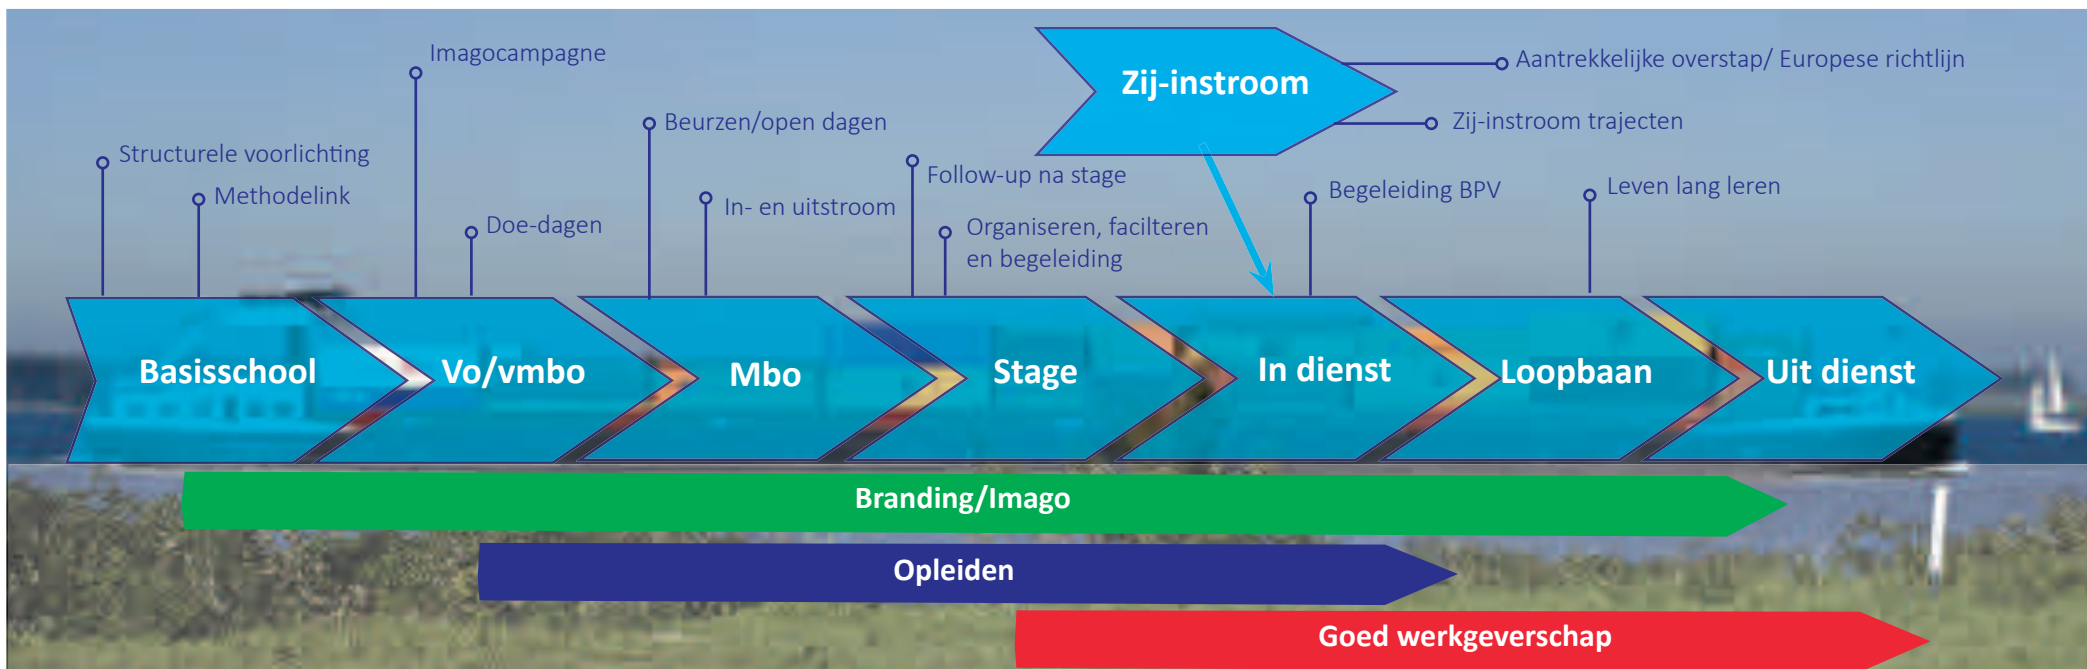 Imagocampagne
Zij-instroom
Aantrekkelijke overstap/ Europese richtlijn
Beurzen/open dagen
Zij-instroom trajecten
Structurele voorlichting
Methodelink
Follow-up na stage
Begeleiding BPV
Leven lang leren
In- en uitstroom
Doe-dagen
Organiseren, facilteren
en begeleiding
Basisschool
Vo/vmbo
Mbo
Stage
In dienst
Loopbaan
Uit dienst
Branding/Imago
Opleiden
Goed werkgeverschap